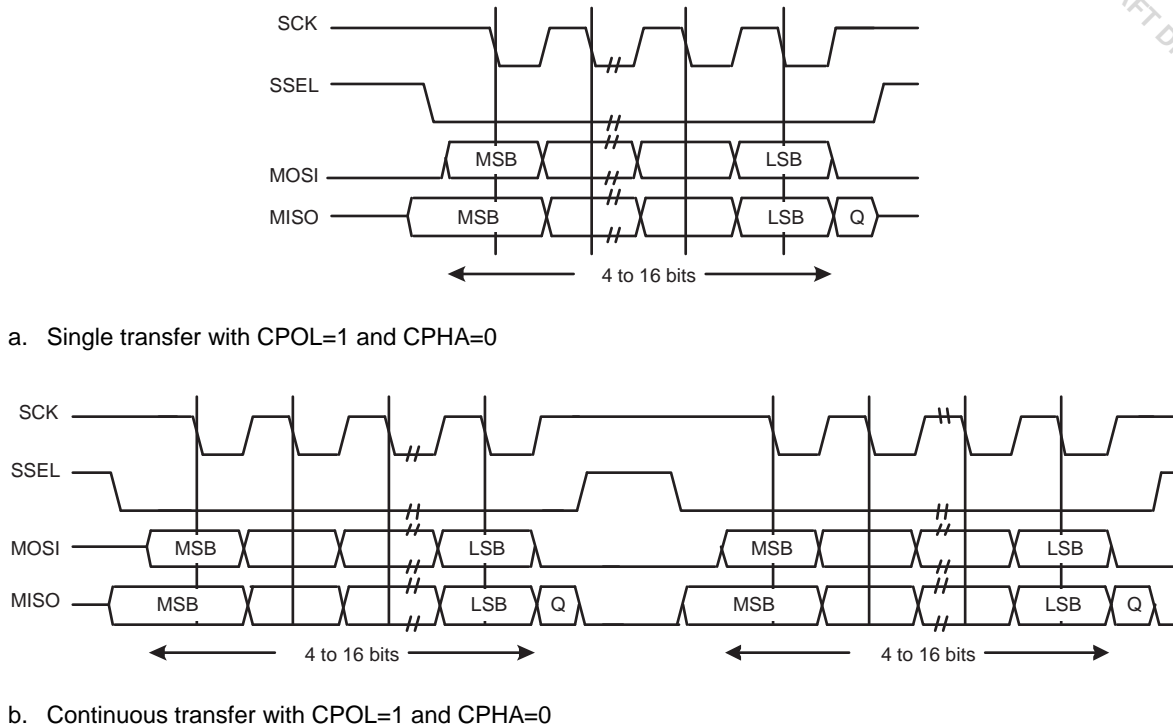 SCK
SSEL
MOSI MSB LSB
MISO MSB LSB Q
4 to 16 bits
a. Single transfer with CPOL=1 and CPHA=0
SCK
SSEL
MOSI MSB LSB MSB LSB
MISO MSB LSB Q MSB LSB Q
4 to 16 bits 4 to 16 bits
b. Continuous transfer with CPOL=1 and CPHA=0